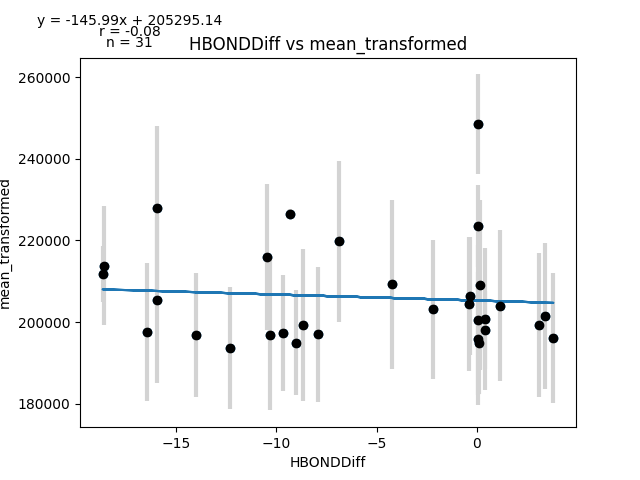 y = -145.99x + 205295.14
r = -0.08
n = 31
HBONDDiff vs mean_transformed
260000
240000
220000
200000
180000
mean_transformed
−15
−10
−5
0
HBONDDiff